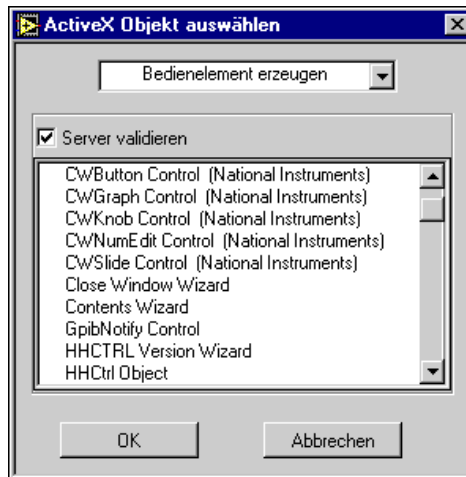 ActiveX Objekt auswählen
Bedienelement erzeugen
Server validieren
CWButton Control (National Instruments)
CWGraph Control (National Instruments)
CWKnob Control (National Instruments)
CWNumEdit Control (National Instruments)
CWSlide Control (National Instruments)
Close Window Wizard
Contents Wizard
GpibNotify Control
HHCTRL Version Wizard
HHCtrl Object
OK Abbrechen